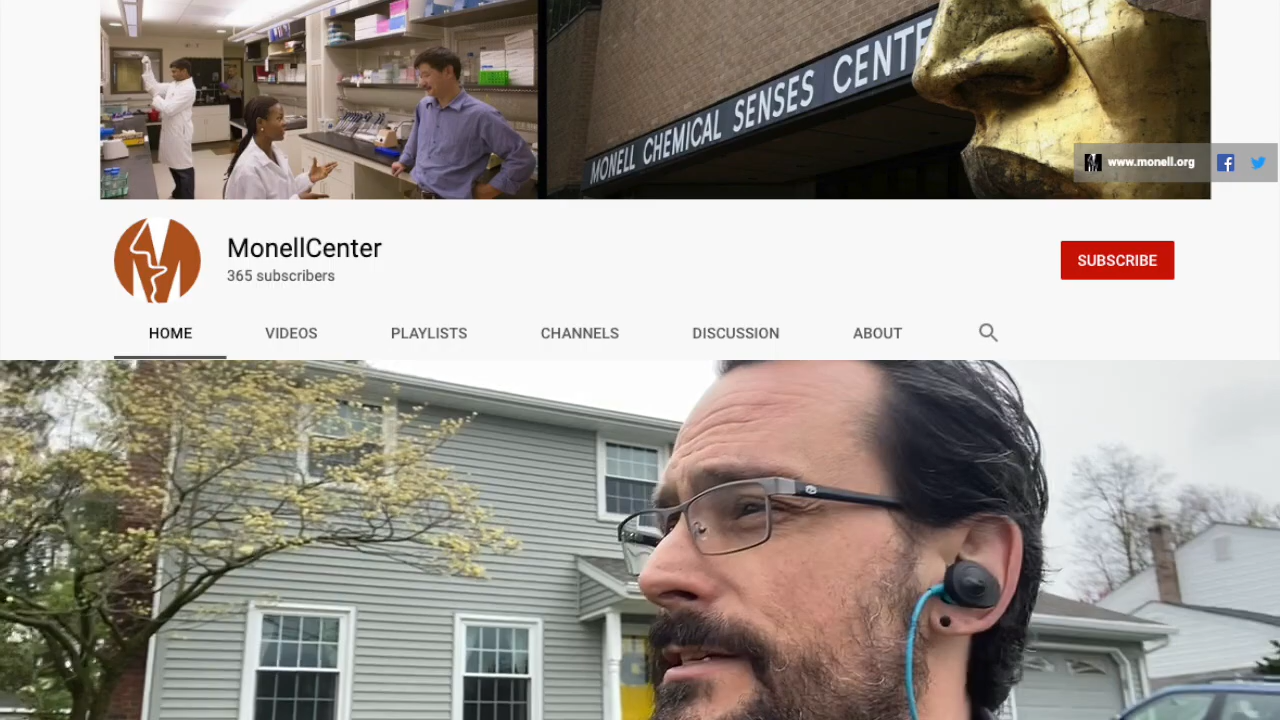 MONELL CHEMICAL SENSES CENTE
www.monell.org
MonellCenter
365 subscribers
SUBSCRIBE
HOME VIDEOS PLAYLISTS CHANNELS DISCUSSION ABOUT